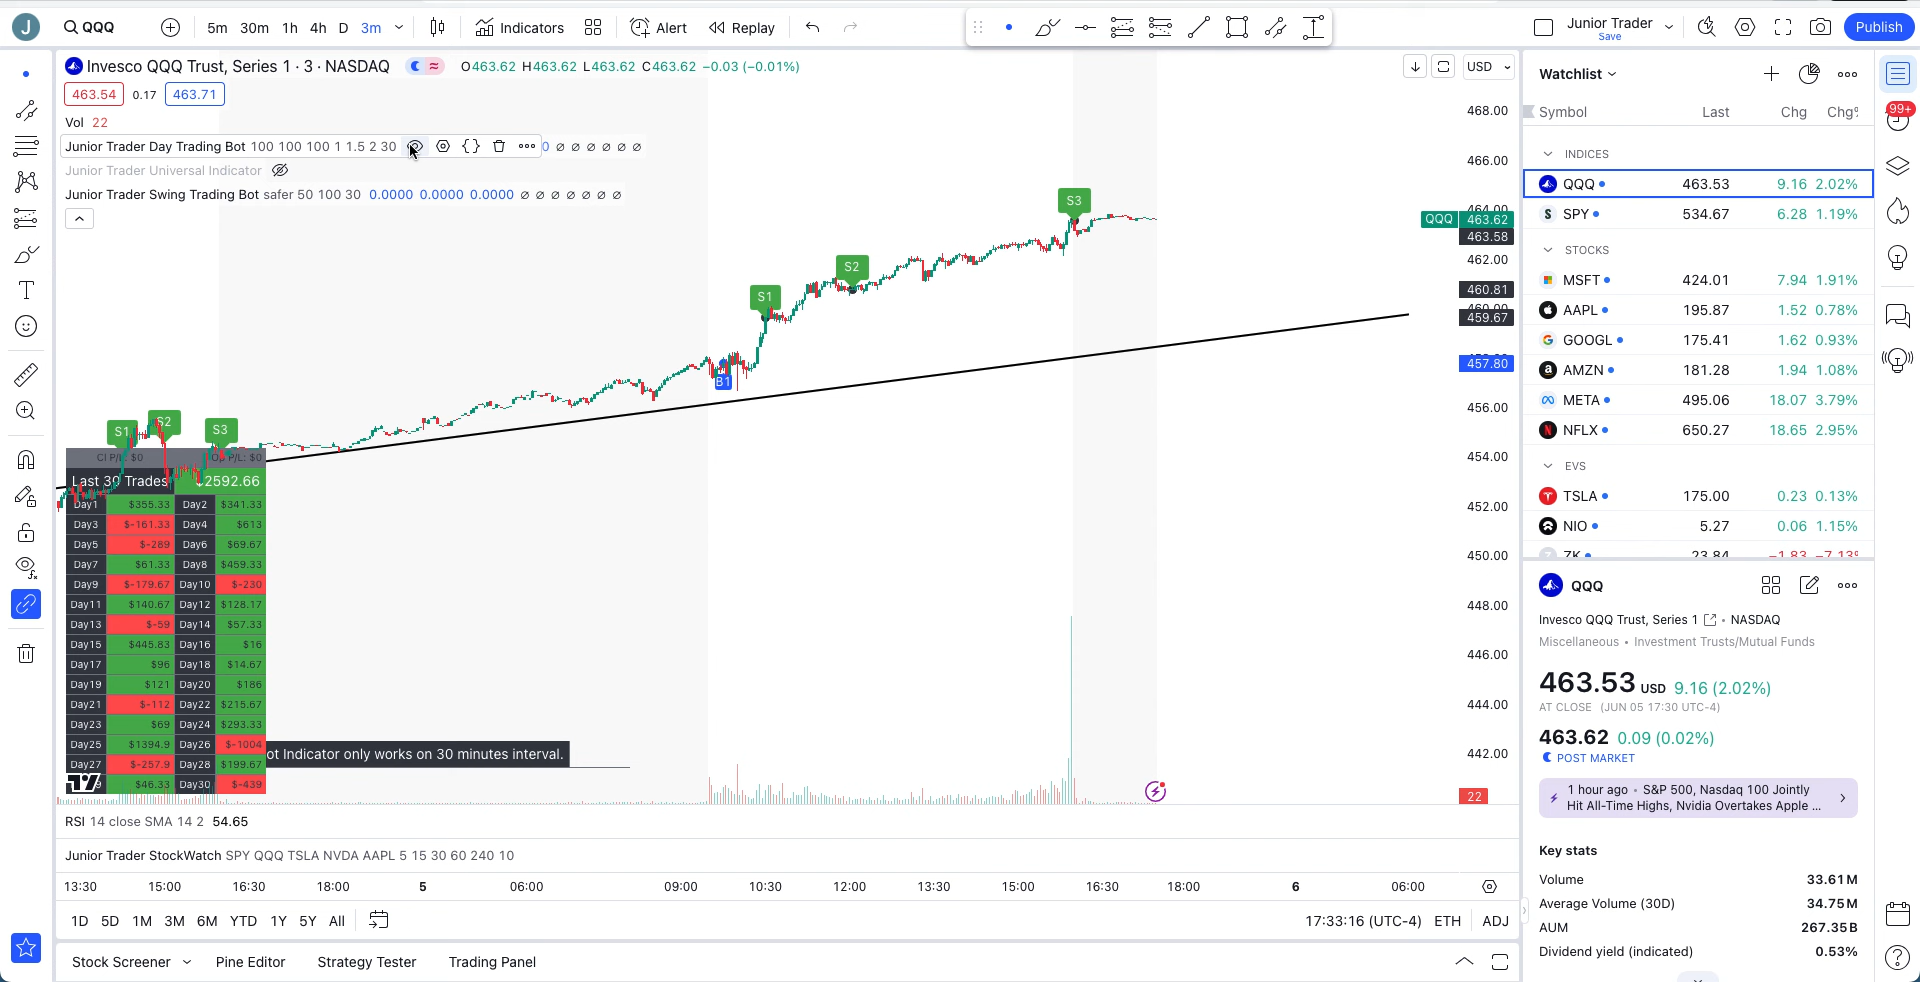 J
QQQ
5m 30m 1h 4h D 3m
Indicators
Alert
Replay
Junior Trader
Save
Publish
Invesco QQQ Trust, Series 1 · 3 · NASDAQ
O463.62 H463.62 L463.62 C463.62 −0.03 (−0.01%)
USD
463.54 0.17 463.71
Vol 22
Junior Trader Day Trading Bot 100 100 100 1 1.5 2 30
0 ∅ ∅ ∅ ∅ ∅ ∅
Junior Trader Universal Indicator
Junior Trader Swing Trading Bot safer 50 100 30 0.0000 0.0000 0.0000 ∅ ∅ ∅ ∅ ∅ ∅ ∅
S1
S2
S3
B1
S1
S2
S3
468.00
466.00
464.00
QQQ 463.62
463.58
462.00
460.81
460.00
459.67
457.80
456.00
454.00
452.00
450.00
448.00
446.00
444.00
442.00
22
Cl P/L: $0 Op P/L: $0
Last 30 Trades $2592.66
Day1 $355.33 Day2 $341.33
Day3 $-161.33 Day4 $613
Day5 $-289 Day6 $69.67
Day7 $61.33 Day8 $459.33
Day9 $-179.67 Day10 $-230
Day11 $140.67 Day12 $128.17
Day13 $-59 Day14 $57.33
Day15 $445.83 Day16 $16
Day17 $96 Day18 $14.67
Day19 $121 Day20 $186
Day21 $-112 Day22 $215.67
Day23 $69 Day24 $293.33
Day25 $1394.9 Day26 $-1004
Day27 $-257.9 Day28 $199.67
9 $46.33 Day30 $-439
ot Indicator only works on 30 minutes interval.
RSI 14 close SMA 14 2 54.65
Junior Trader StockWatch SPY QQQ TSLA NVDA AAPL 5 15 30 60 240 10
13:30 15:00 16:30 18:00 5 06:00 09:00 10:30 12:00 13:30 15:00 16:30 18:00 6 06:00
1D 5D 1M 3M 6M YTD 1Y 5Y All
17:33:16 (UTC-4) ETH ADJ
Stock Screener Pine Editor Strategy Tester Trading Panel
Watchlist
Symbol Last Chg Chg%
INDICES
QQQ 463.53 9.16 2.02%
SPY 534.67 6.28 1.19%
STOCKS
MSFT 424.01 7.94 1.91%
AAPL 195.87 1.52 0.78%
GOOGL 175.41 1.62 0.93%
AMZN 181.28 1.94 1.08%
META 495.06 18.07 3.79%
NFLX 650.27 18.65 2.95%
EVS
TSLA 175.00 0.23 0.13%
NIO 5.27 0.06 1.15%
ZK 23.84 −1.83 −7.13%
QQQ
Invesco QQQ Trust, Series 1 • NASDAQ
Miscellaneous • Investment Trusts/Mutual Funds
463.53 USD 9.16 (2.02%)
AT CLOSE (JUN 05 17:30 UTC-4)
463.62 0.09 (0.02%)
POST MARKET
1 hour ago • S&P 500, Nasdaq 100 Jointly
Hit All-Time Highs, Nvidia Overtakes Apple ...
Key stats
Volume 33.61M
Average Volume (30D) 34.75M
AUM 267.35B
Dividend yield (indicated) 0.53%
99+